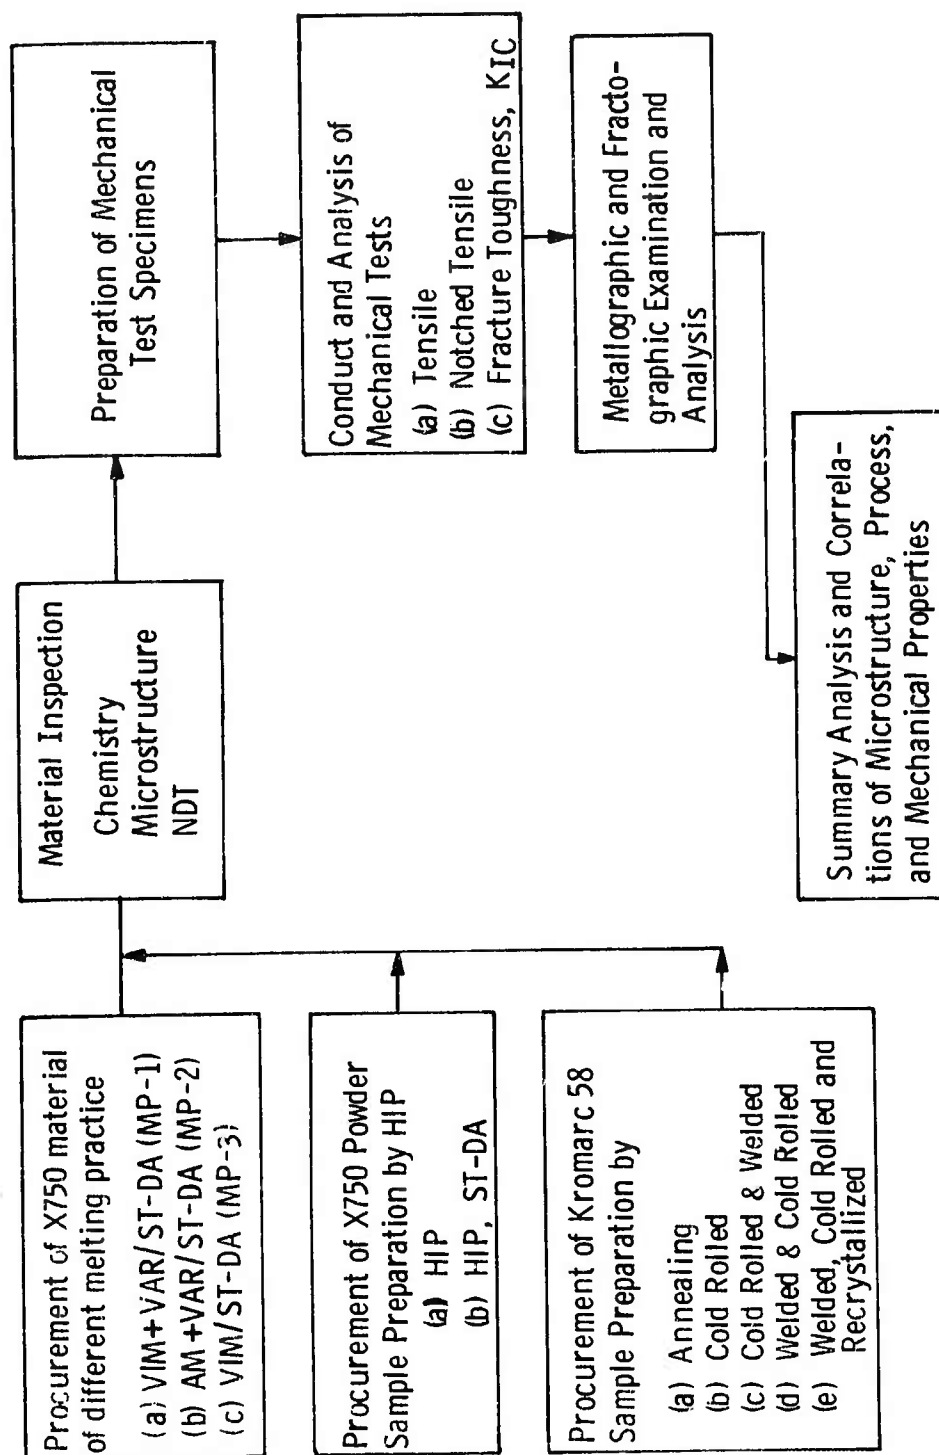 Procurement of X750 material
of different melting practice
(a) VIM+VAR/ST-DA (MP-1)
(b) AM+VAR/ST-DA (MP-2)
(c) VIM/ST-DA (MP-3)
Procurement of X750 Powder
Sample Preparation by HIP
(a) HIP
(b) HIP, ST-DA
Procurement of Kromarc 58
Sample Preparation by
(a) Annealing
(b) Cold Rolled
(c) Cold Rolled & Welded
(d) Welded & Cold Rolled
(e) Welded, Cold Rolled and
Recrystallized
Material Inspection
Chemistry
Microstructure
NDT
Preparation of Mechanical
Test Specimens
Conduct and Analysis of
Mechanical Tests
(a) Tensile
(b) Notched Tensile
(c) Fracture Toughness, KIC
Metallographic and Fracto-
graphic Examination and
Analysis
Summary Analysis and Correla-
tions of Microstructure, Process,
and Mechanical Properties